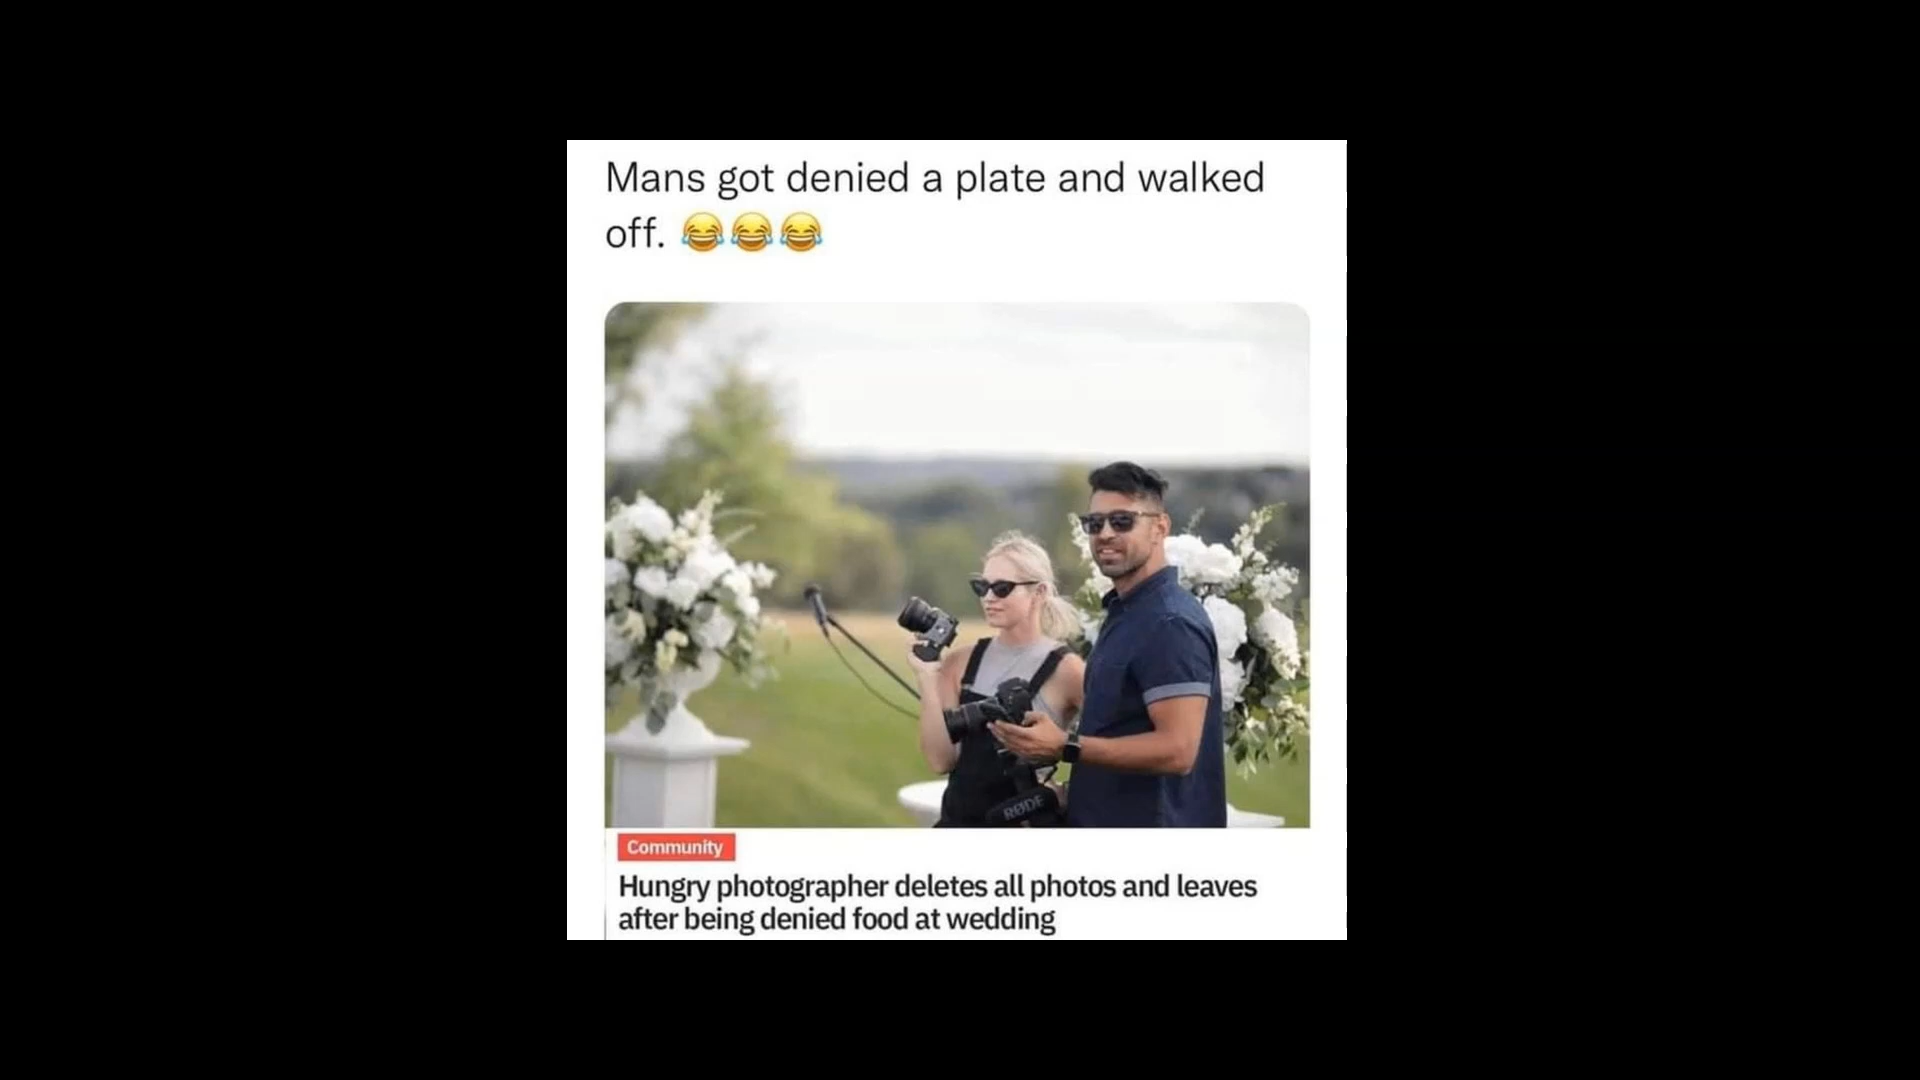 Mans got denied a plate and walked
off. 😂😂😂
RØDE
Community
Hungry photographer deletes all photos and leaves
after being denied food at wedding